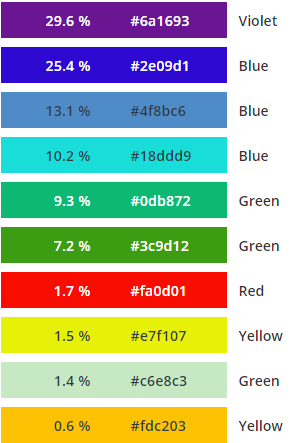 29.6 % #6a1693 Violet
25.4 % #2e09d1 Blue
13.1 % #4f8bc6 Blue
10.2 % #18ddd9 Blue
9.3 % #0db872 Green
7.2 % #3c9d12 Green
1.7 % #fa0d01 Red
1.5 % #e7f107 Yellow
1.4 % #c6e8c3 Green
0.6 % #fdc203 Yellow